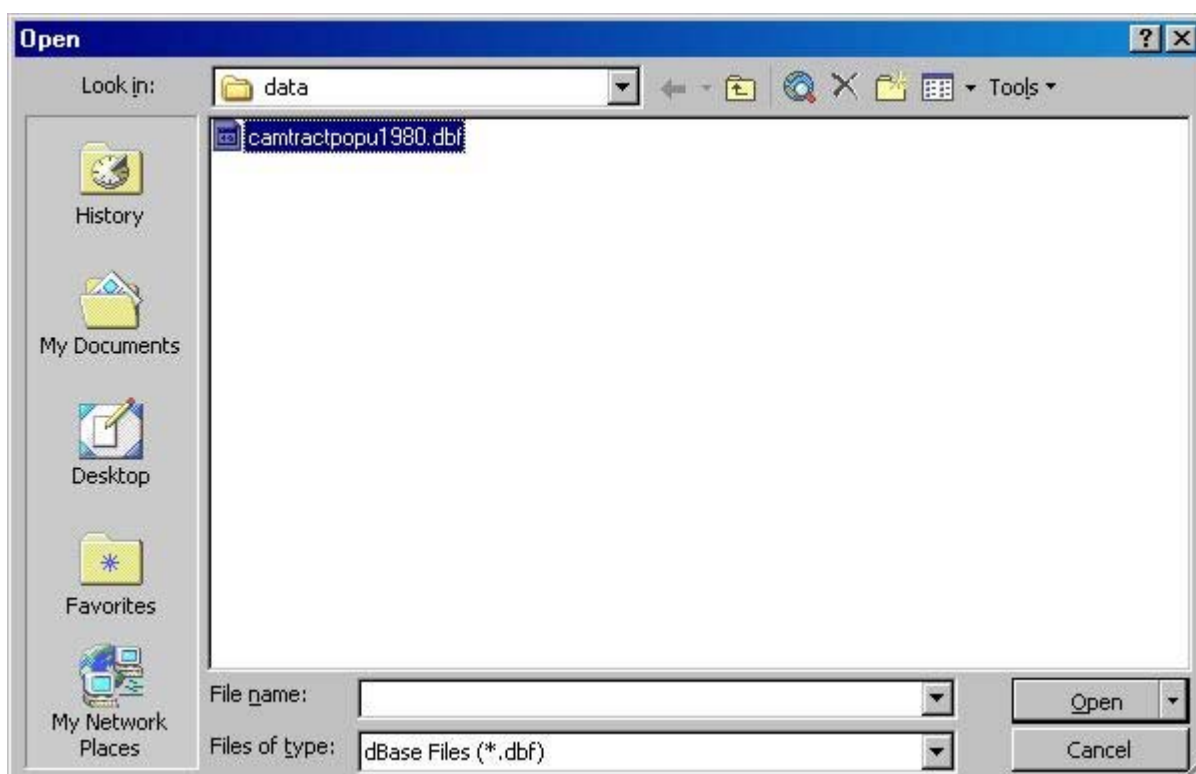 Open
Look in:
data
Tools
camtractpopu1980.dbf
History
My Documents
Desktop
Favorites
My Network
Places
File name:
Open
Files of type:
dBase Files (*.dbf)
Cancel